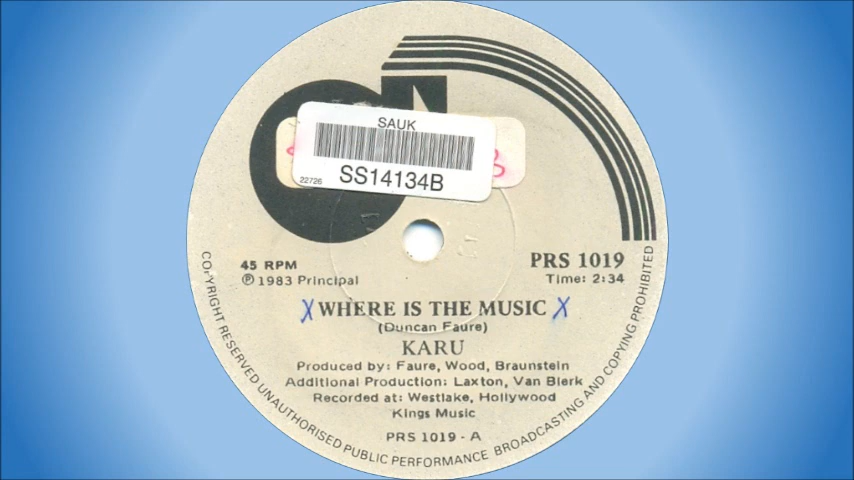 SAUK
22726
SS14134B
45 RPM
℗ 1983 Principal
PRS 1019
Time: 2:34
X WHERE IS THE MUSIC X
(Duncan Faure)
KARU
Produced by: Faure, Wood, Braunstein
Additional Production: Laxton, Van Blerk
Recorded at: Westlake, Hollywood
Kings Music
PRS 1019 - A
COPYRIGHT RESERVED UNAUTHORISED PUBLIC PERFORMANCE BROADCASTING AND COPYING PROHIBITED